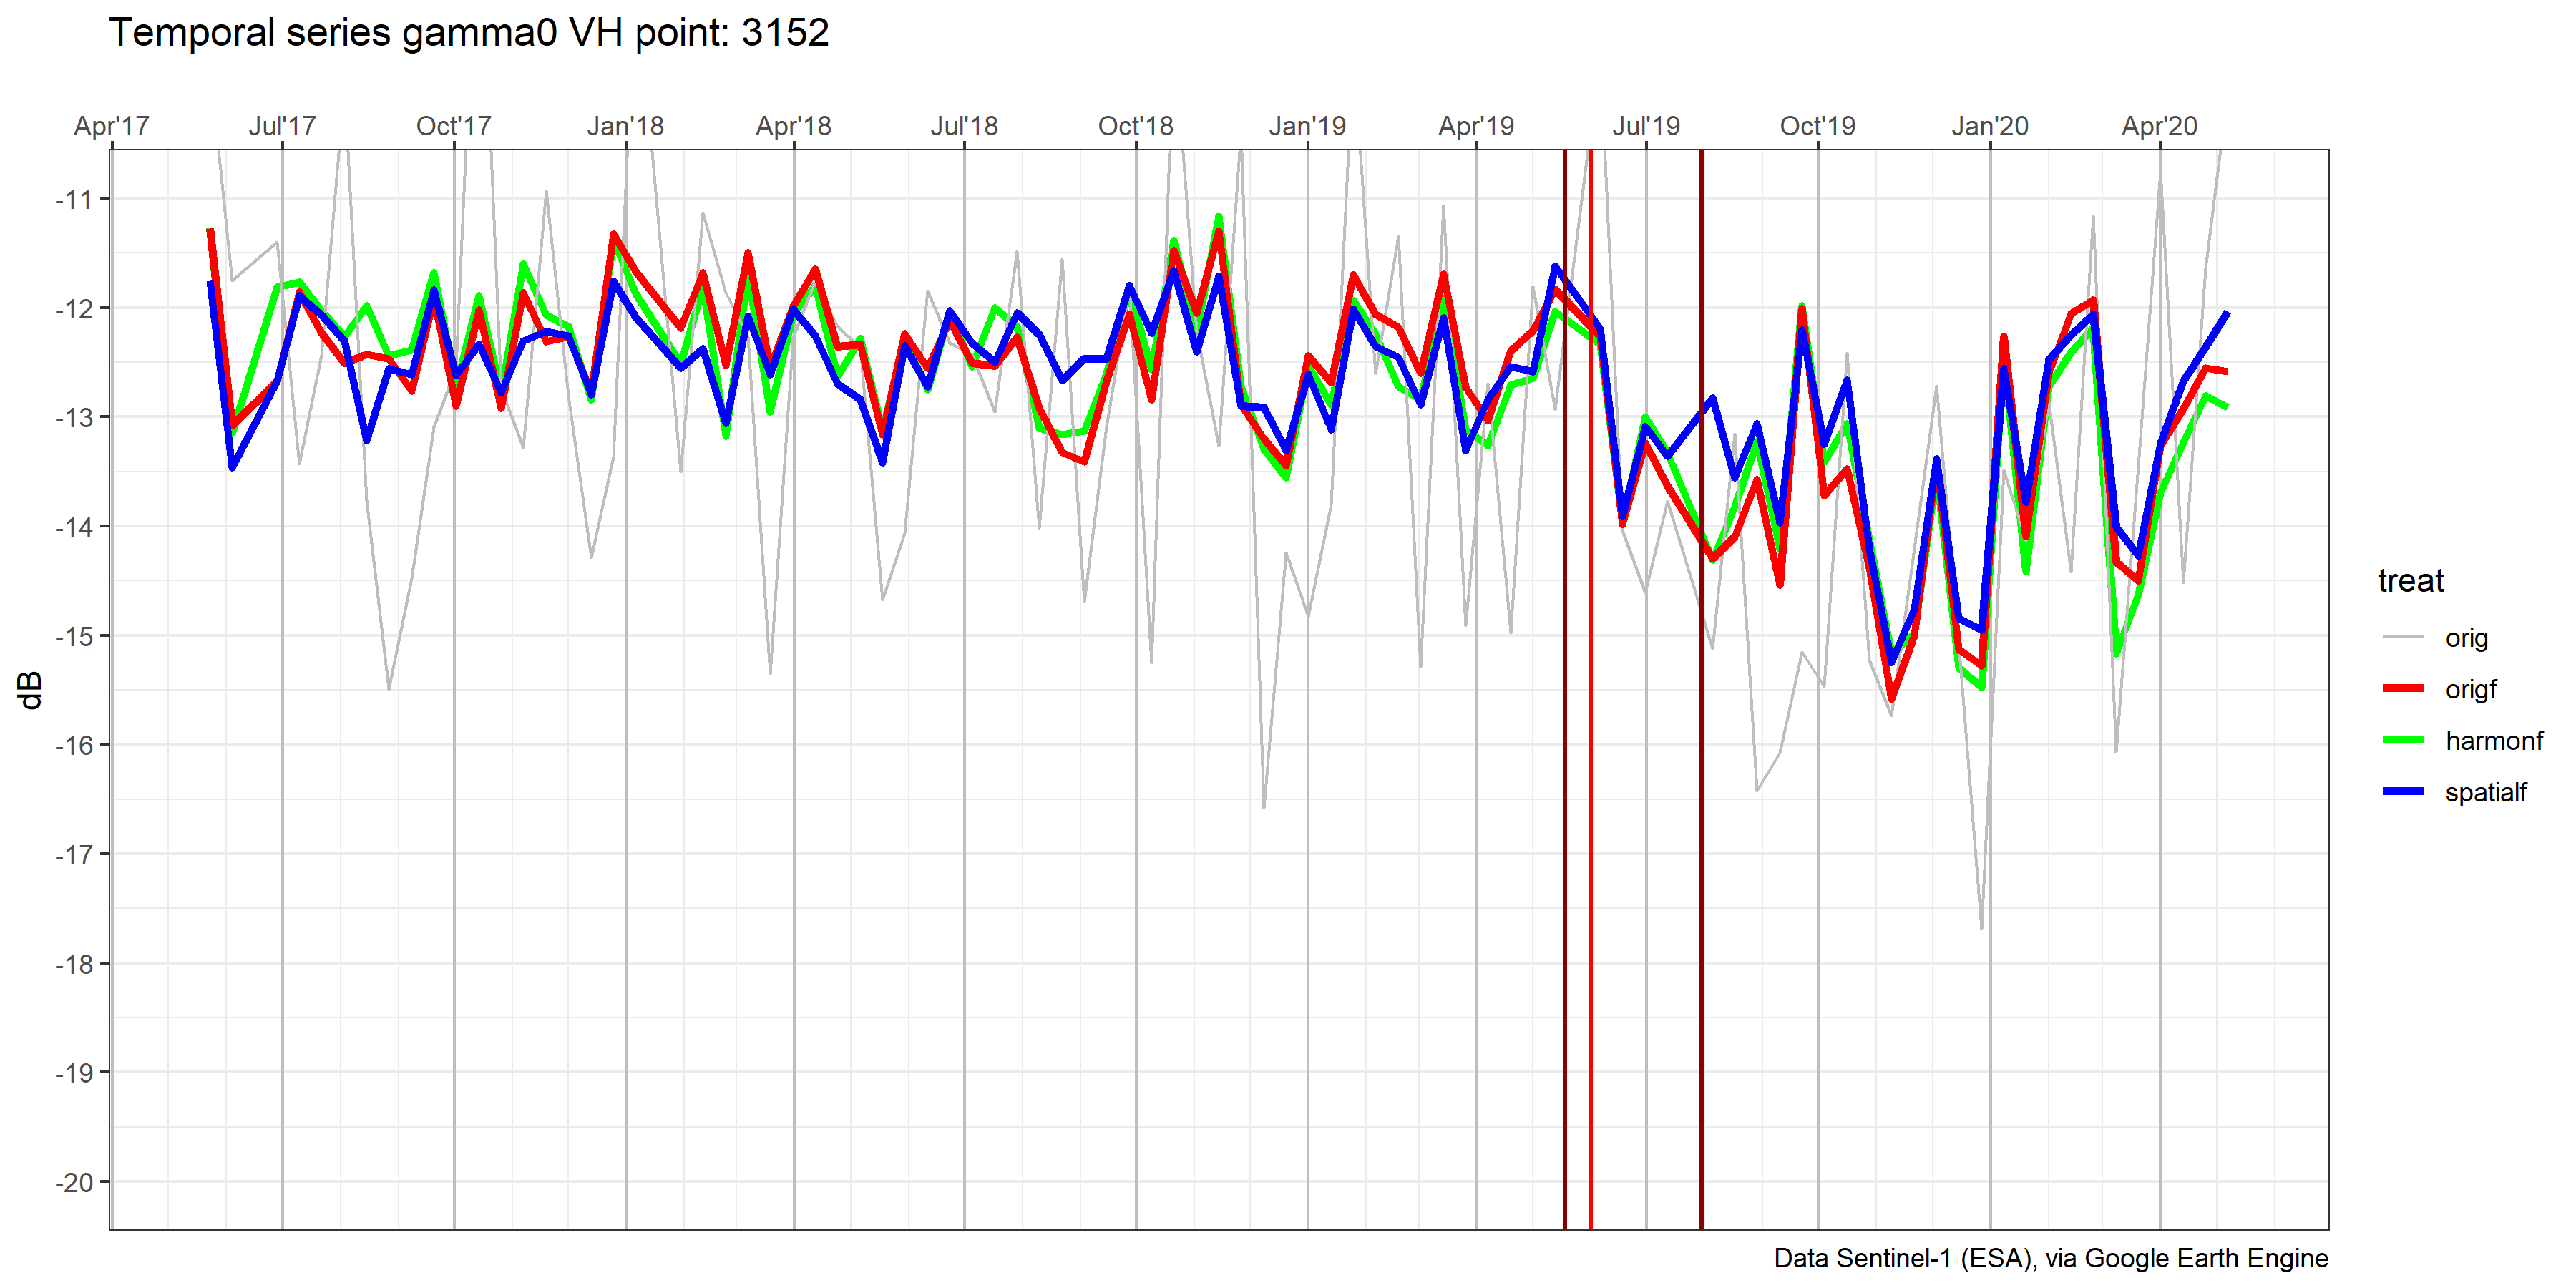 Temporal series gamma0 VH point: 3152
Apr'17 Jul'17 Oct'17 Jan'18 Apr'18 Jul'18 Oct'18 Jan'19 Apr'19 Jul'19 Oct'19 Jan'20 Apr'20
-11
-12
-13
-14
-15
-16
-17
-18
-19
-20
dB
treat
orig
origf
harmonf
spatialf
Data Sentinel-1 (ESA), via Google Earth Engine